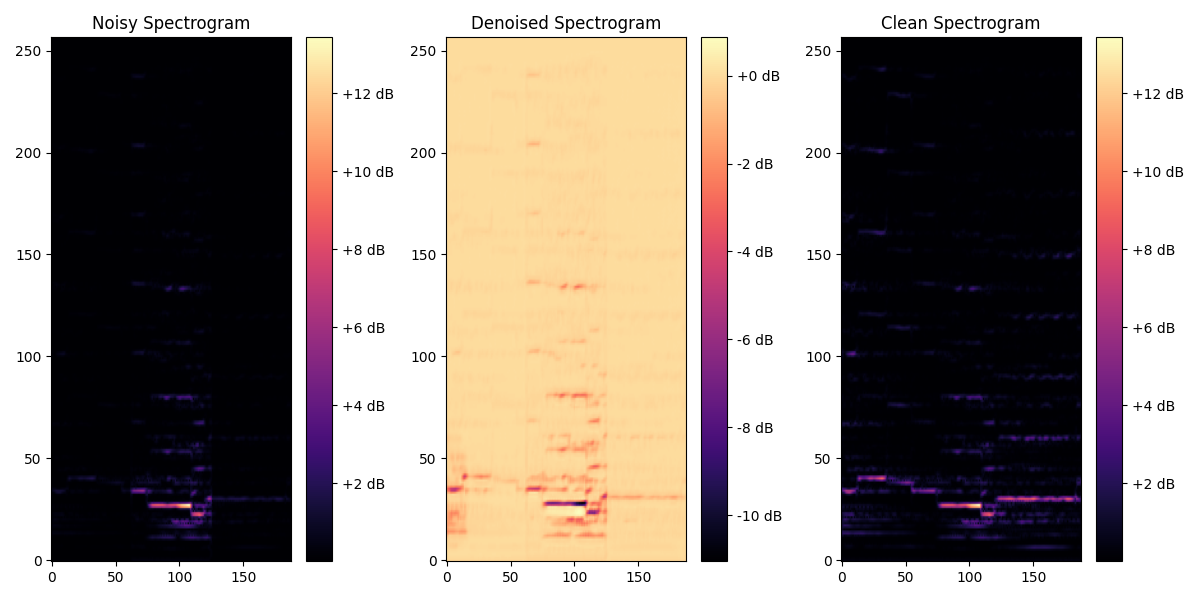 Noisy Spectrogram
Denoised Spectrogram
Clean Spectrogram
250
200
150
100
50
0
0
50
100
150
+12 dB
+10 dB
+8 dB
+6 dB
+4 dB
+2 dB
250
200
150
100
50
0
0
50
100
150
+0 dB
-2 dB
-4 dB
-6 dB
-8 dB
-10 dB
250
200
150
100
50
0
0
50
100
150
+12 dB
+10 dB
+8 dB
+6 dB
+4 dB
+2 dB